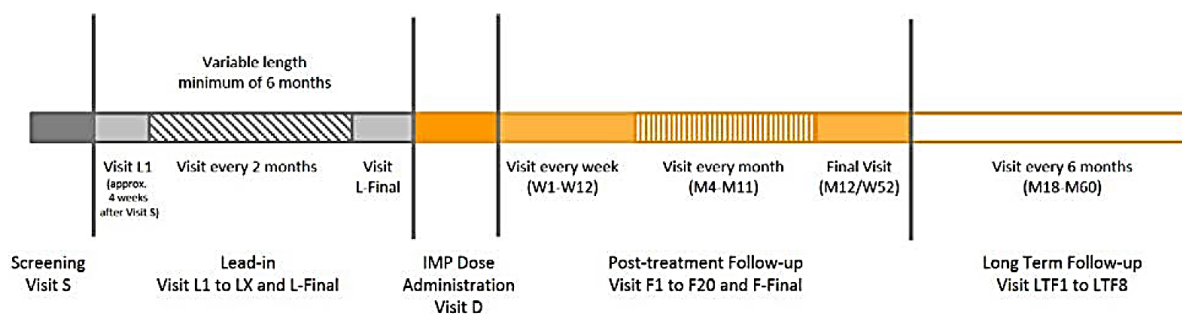 Variable length
minimum of 6 months
Visit L1
(approx.
4 weeks
after Visit S)
Visit every 2 months
Visit
L-Final
Visit every week
(W1-W12)
Visit every month
(M4-M11)
Final Visit
(M12/W52)
Visit every 6 months
(M18-M60)
Screening
Visit S
Lead-in
Visit L1 to LX and L-Final
IMP Dose
Administration
Visit D
Post-treatment Follow-up
Visit F1 to F20 and F-Final
Long Term Follow-up
Visit LTF1 to LTF8